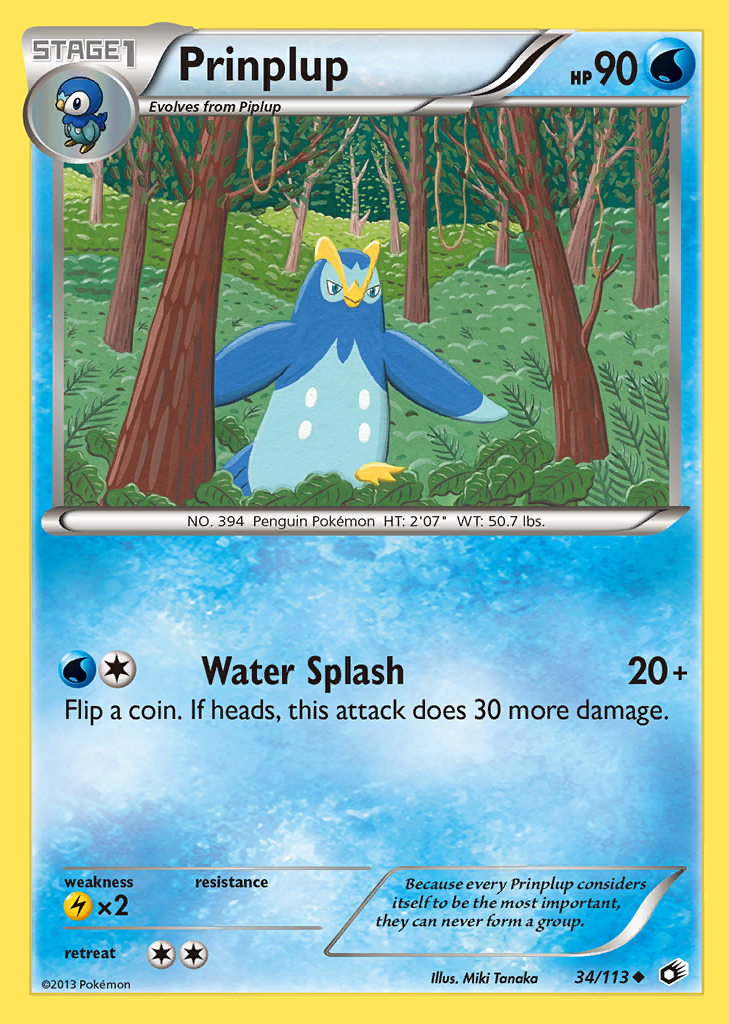 STAGE1
Prinplup
HP 90
Evolves from Piplup
NO. 394 Penguin Pokémon HT: 2'07" WT: 50.7 lbs.
Water Splash 20+
Flip a coin. If heads, this attack does 30 more damage.
weakness resistance
×2
retreat
Because every Prinplup considers
itself to be the most important,
they can never form a group.
©2013 Pokémon
Illus. Miki Tanaka 34/113